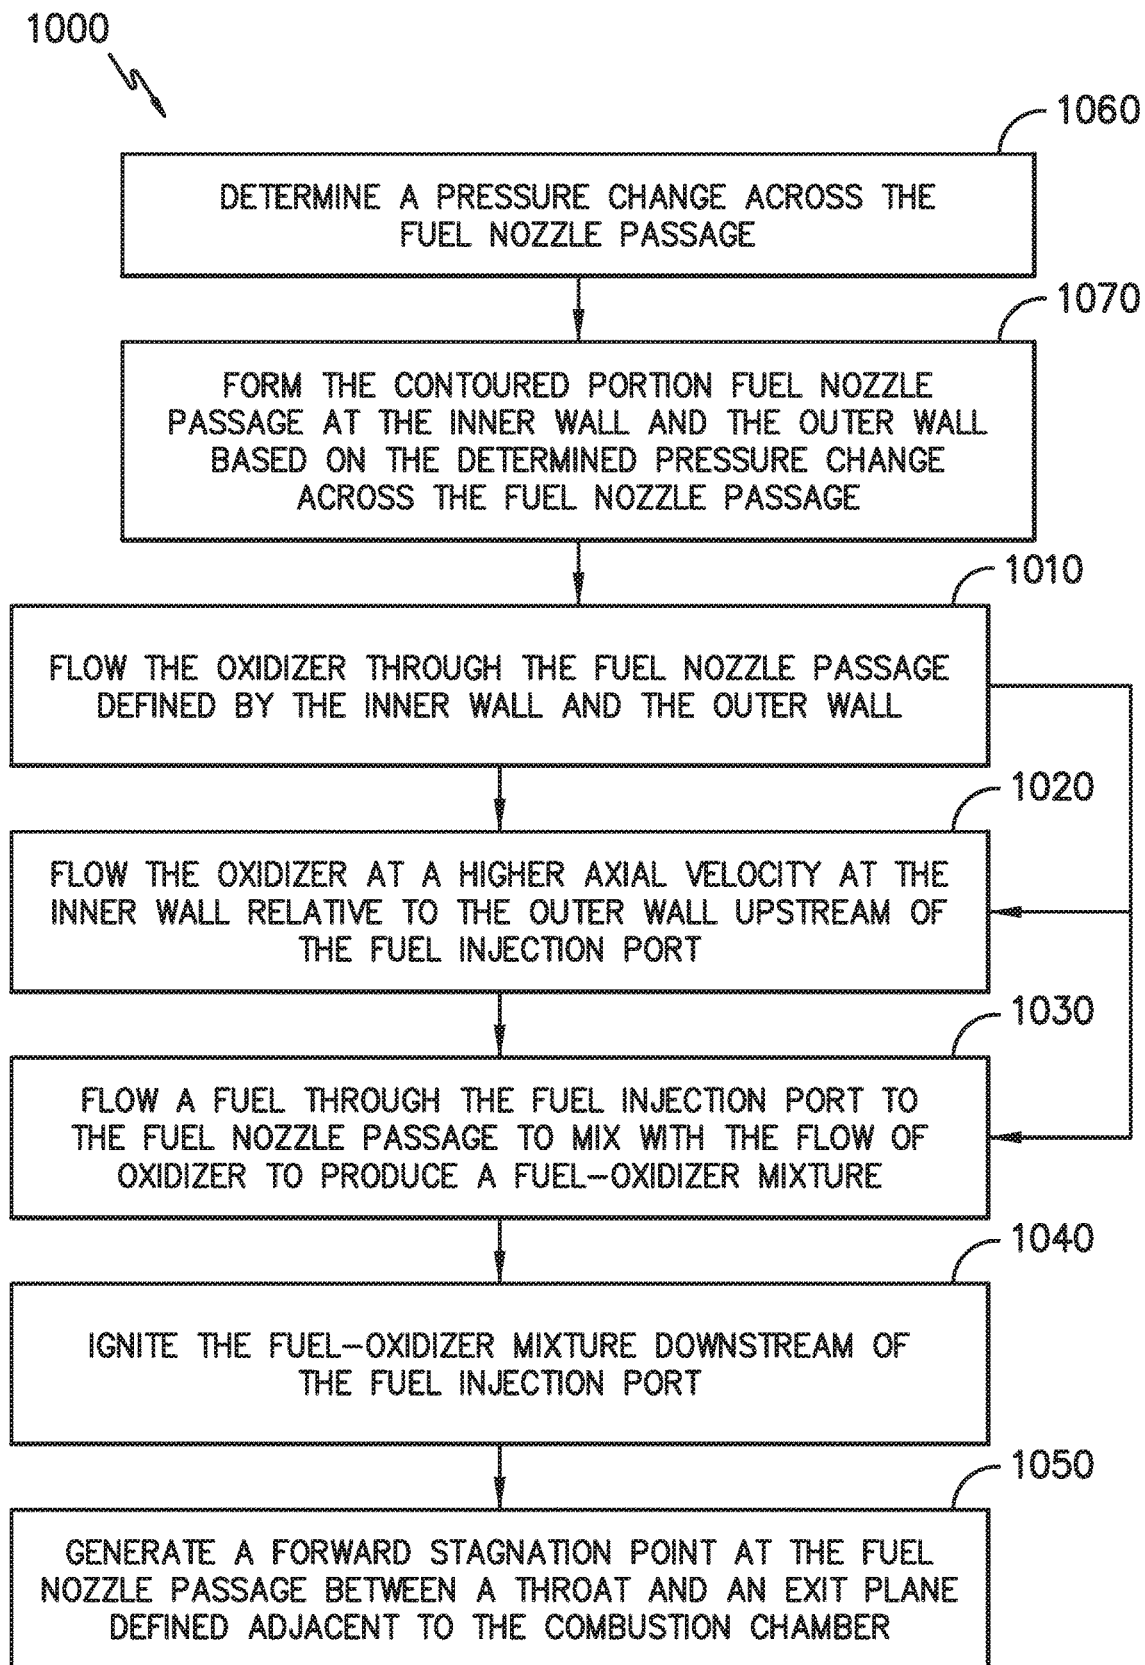 1000
1060
DETERMINE A PRESSURE CHANGE ACROSS THE
FUEL NOZZLE PASSAGE
1070
FORM THE CONTOURED PORTION FUEL NOZZLE
PASSAGE AT THE INNER WALL AND THE OUTER WALL
BASED ON THE DETERMINED PRESSURE CHANGE
ACROSS THE FUEL NOZZLE PASSAGE
1010
FLOW THE OXIDIZER THROUGH THE FUEL NOZZLE PASSAGE
DEFINED BY THE INNER WALL AND THE OUTER WALL
1020
FLOW THE OXIDIZER AT A HIGHER AXIAL VELOCITY AT THE
INNER WALL RELATIVE TO THE OUTER WALL UPSTREAM OF
THE FUEL INJECTION PORT
1030
FLOW A FUEL THROUGH THE FUEL INJECTION PORT TO
THE FUEL NOZZLE PASSAGE TO MIX WITH THE FLOW OF
OXIDIZER TO PRODUCE A FUEL-OXIDIZER MIXTURE
1040
IGNITE THE FUEL-OXIDIZER MIXTURE DOWNSTREAM OF
THE FUEL INJECTION PORT
1050
GENERATE A FORWARD STAGNATION POINT AT THE FUEL
NOZZLE PASSAGE BETWEEN A THROAT AND AN EXIT PLANE
DEFINED ADJACENT TO THE COMBUSTION CHAMBER